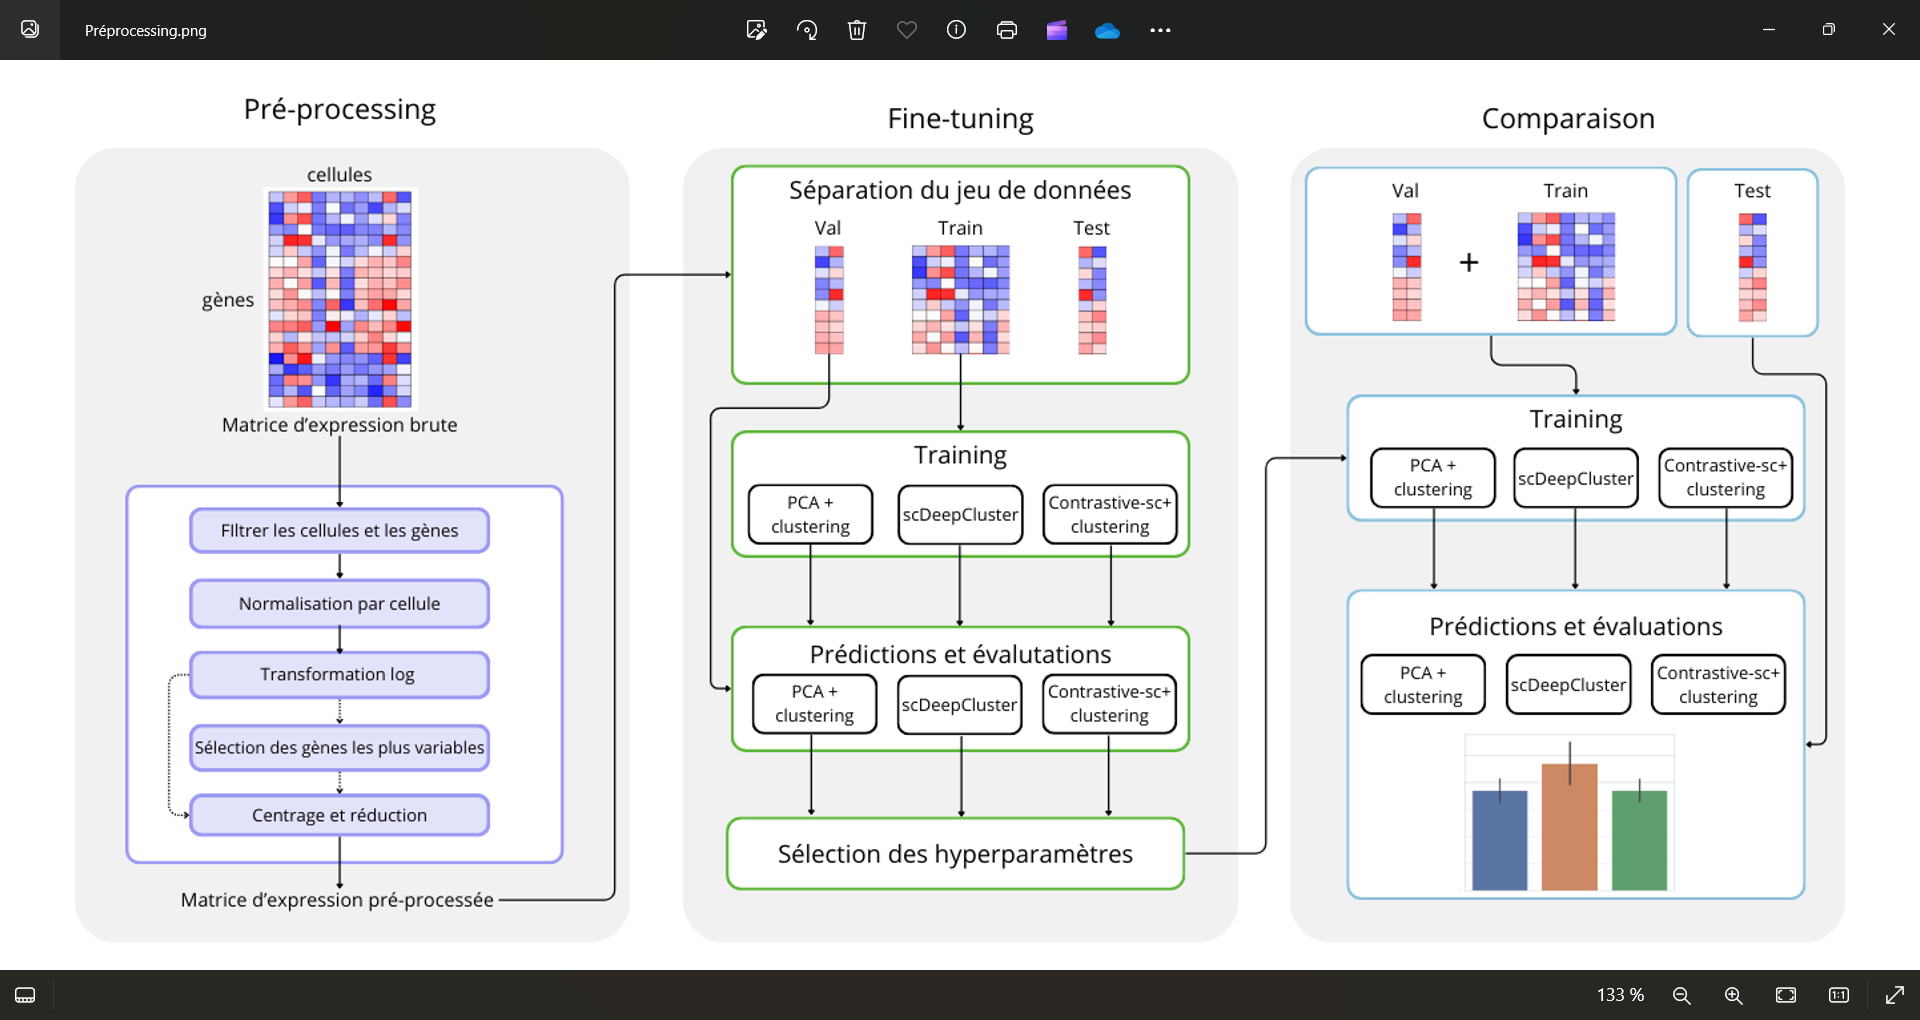 Préprocessing.png
Pré-processing
cellules
gènes
Matrice d'expression brute
FIltrer les cellules et les gènes
Normalisation par cellule
Transformation log
Sélection des gènes les plus variables
Centrage et réduction
Matrice d'expression pré-processée
Fine-tuning
Séparation du jeu de données
Val
Train
Test
Training
PCA +
clustering
scDeepCluster
Contrastive-sc+
clustering
Prédictions et évalutations
PCA +
clustering
scDeepCluster
Contrastive-sc+
clustering
Sélection des hyperparamètres
Comparaison
Val
+
Train
Test
Training
PCA +
clustering
scDeepCluster
Contrastive-sc+
clustering
Prédictions et évaluations
PCA +
clustering
scDeepCluster
Contrastive-sc+
clustering
133 %
1:1